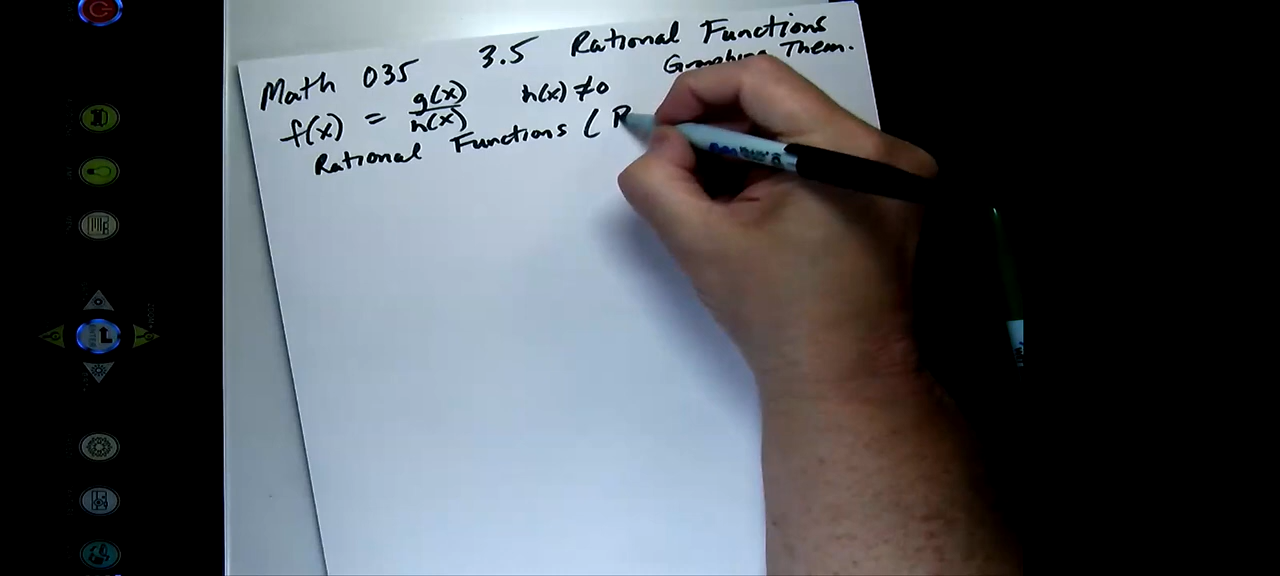 Math 035 3.5 Rational Functions
Graphing Them.
f(x) = g(x)/h(x) h(x) ≠ 0
Rational Functions ( R